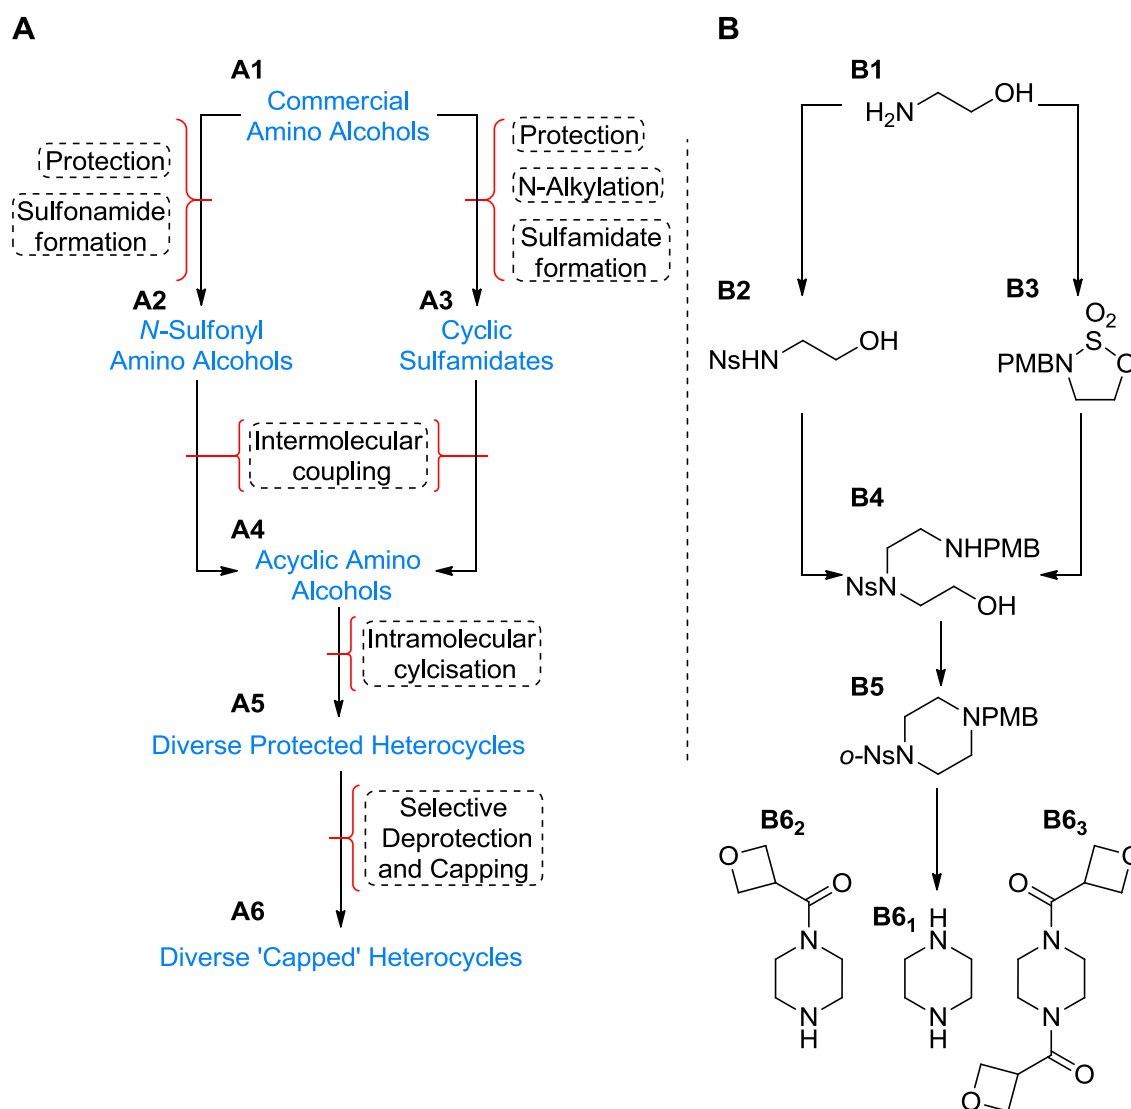 A
A1
Commercial
Amino Alcohols
Protection
Sulfonamide
formation
Protection
N-Alkylation
Sulfamidate
formation
A2
N-Sulfonyl
Amino Alcohols
A3
Cyclic
Sulfamidates
Intermolecular
coupling
A4
Acyclic Amino
Alcohols
Intramolecular
cylcisation
A5
Diverse Protected Heterocycles
Selective
Deprotection
and Capping
A6
Diverse 'Capped' Heterocycles
B
B1
H2N OH
B2
NsHN OH
B3
O2
S
PMBN O
B4
NHPMB
NsN
OH
B5
NPMB
o-NsN
B62
O
O
N
N
H
B61
H
N
N
H
B63
O
O
N
N
O
O